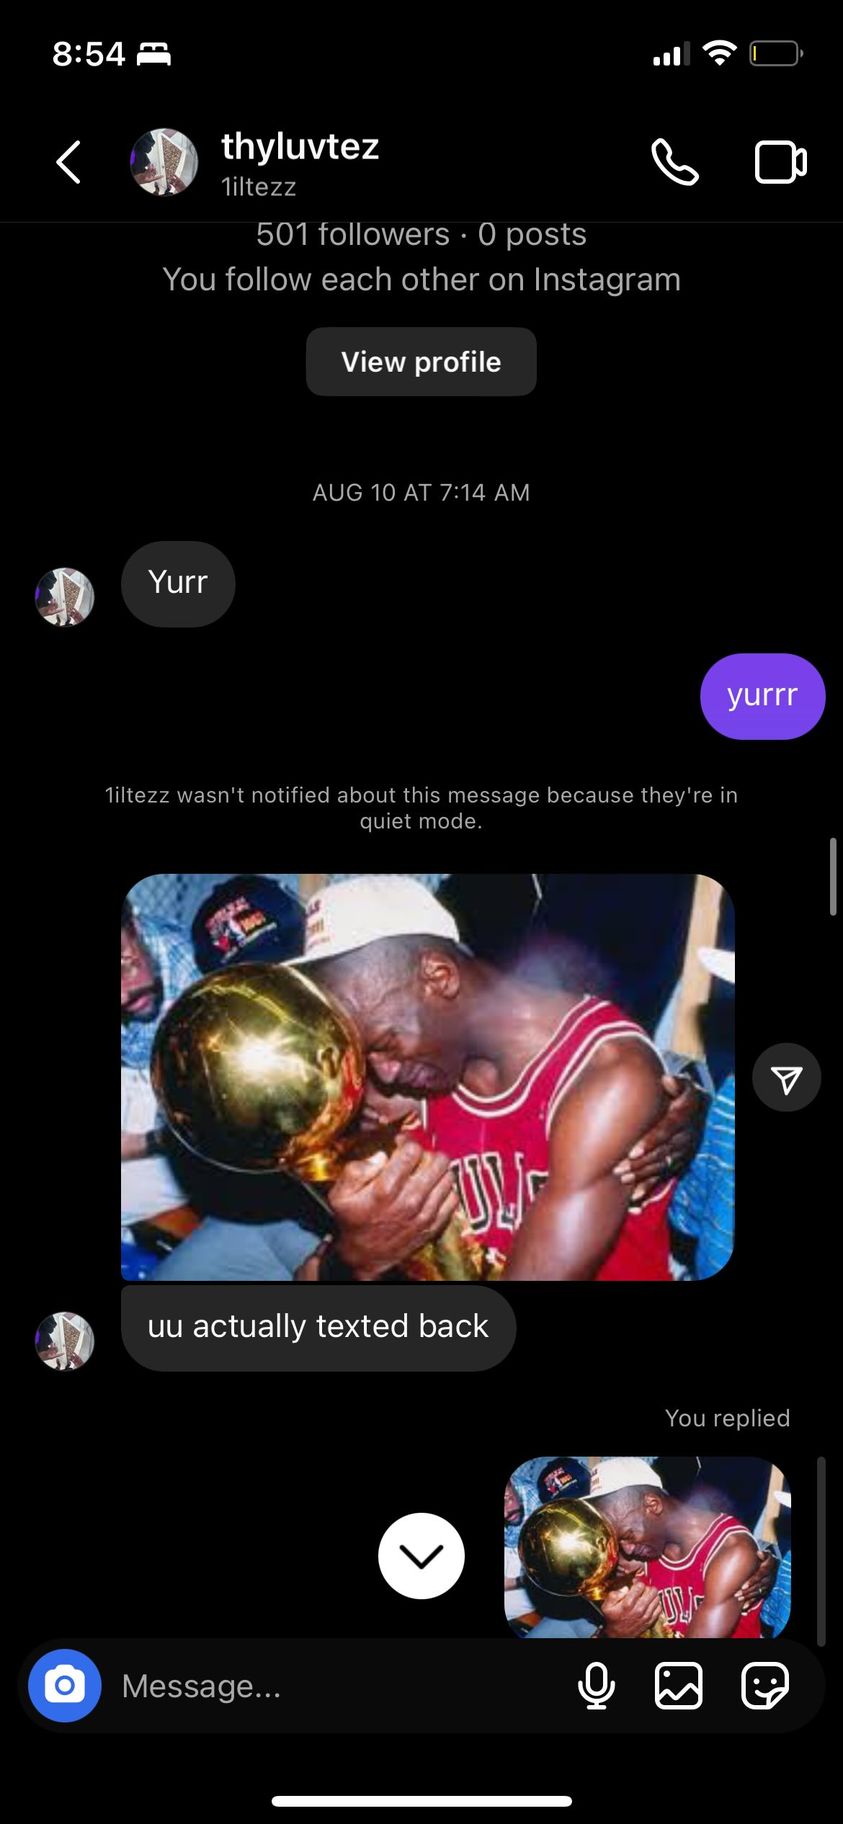 8:54
thyluvtez
1iltezz
501 followers · 0 posts
You follow each other on Instagram
View profile
AUG 10 AT 7:14 AM
Yurr
yurrr
1iltezz wasn't notified about this message because they're in
quiet mode.
uu actually texted back
You replied
Message...